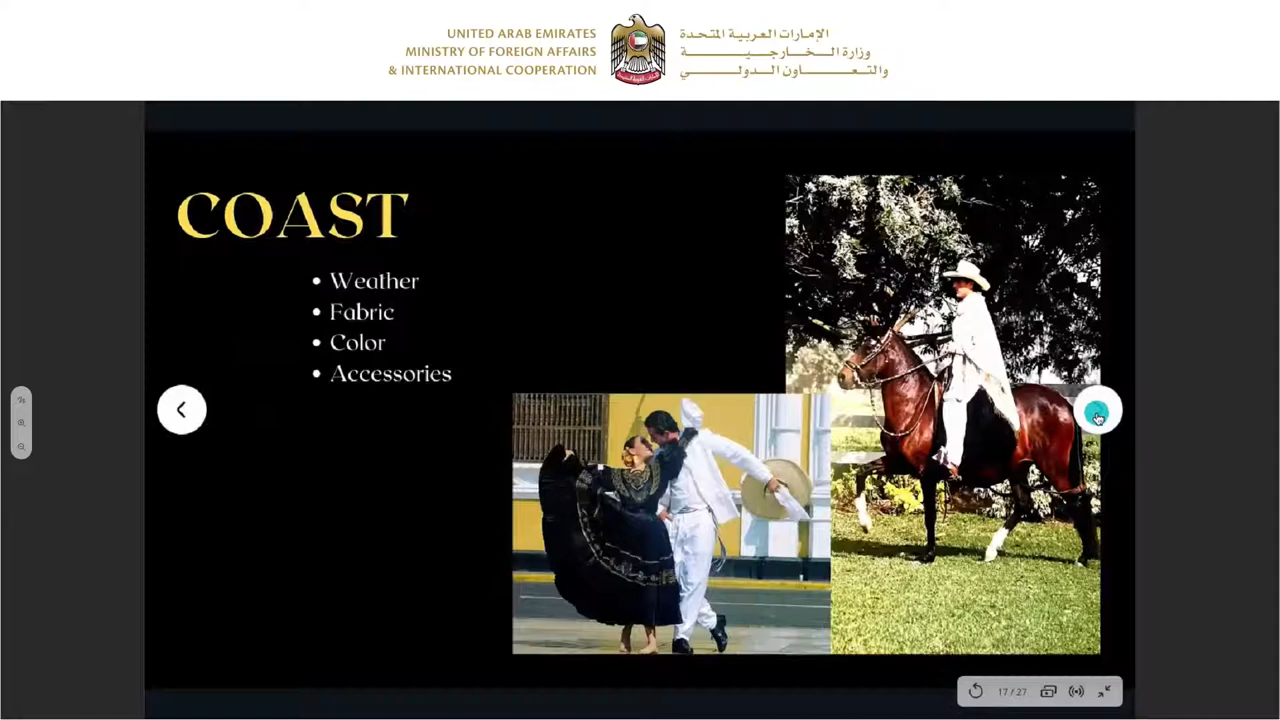 UNITED ARAB EMIRATES
MINISTRY OF FOREIGN AFFAIRS
& INTERNATIONAL COOPERATION
الإمارات العربية المتحدة
وزارة الخارجية
والتعاون الدولي
COAST
• Weather
• Fabric
• Color
• Accessories
17 / 27